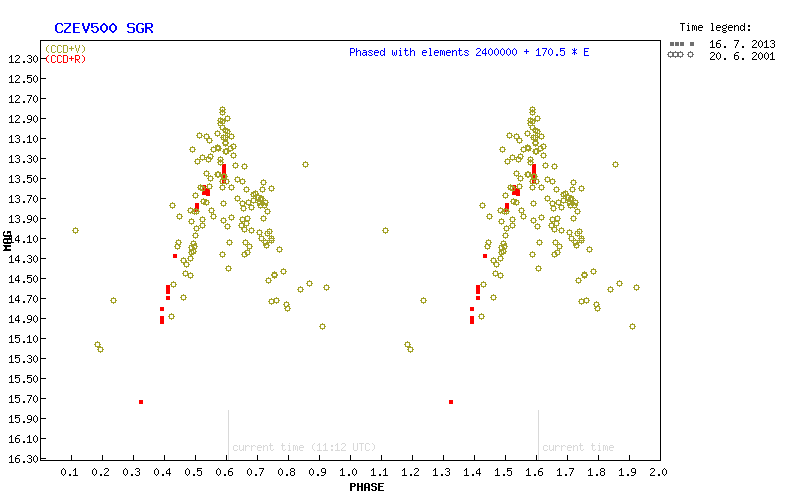 CZEV500 SGR
Time legend:
(CCD+V)
(CCD+R)
Phased with elements 2400000 + 170.5 * E
16. 7. 2013
20. 6. 2001
12.30
12.50
12.70
12.90
13.10
13.30
13.50
13.70
13.90
14.10
14.30
14.50
14.70
14.90
15.10
15.30
15.50
15.70
15.90
16.10
16.30
MAG
current time (11:12 UTC)
current time
0.1 0.2 0.3 0.4 0.5 0.6 0.7 0.8 0.9 1.0 1.1 1.2 1.3 1.4 1.5 1.6 1.7 1.8 1.9 2.0
PHASE